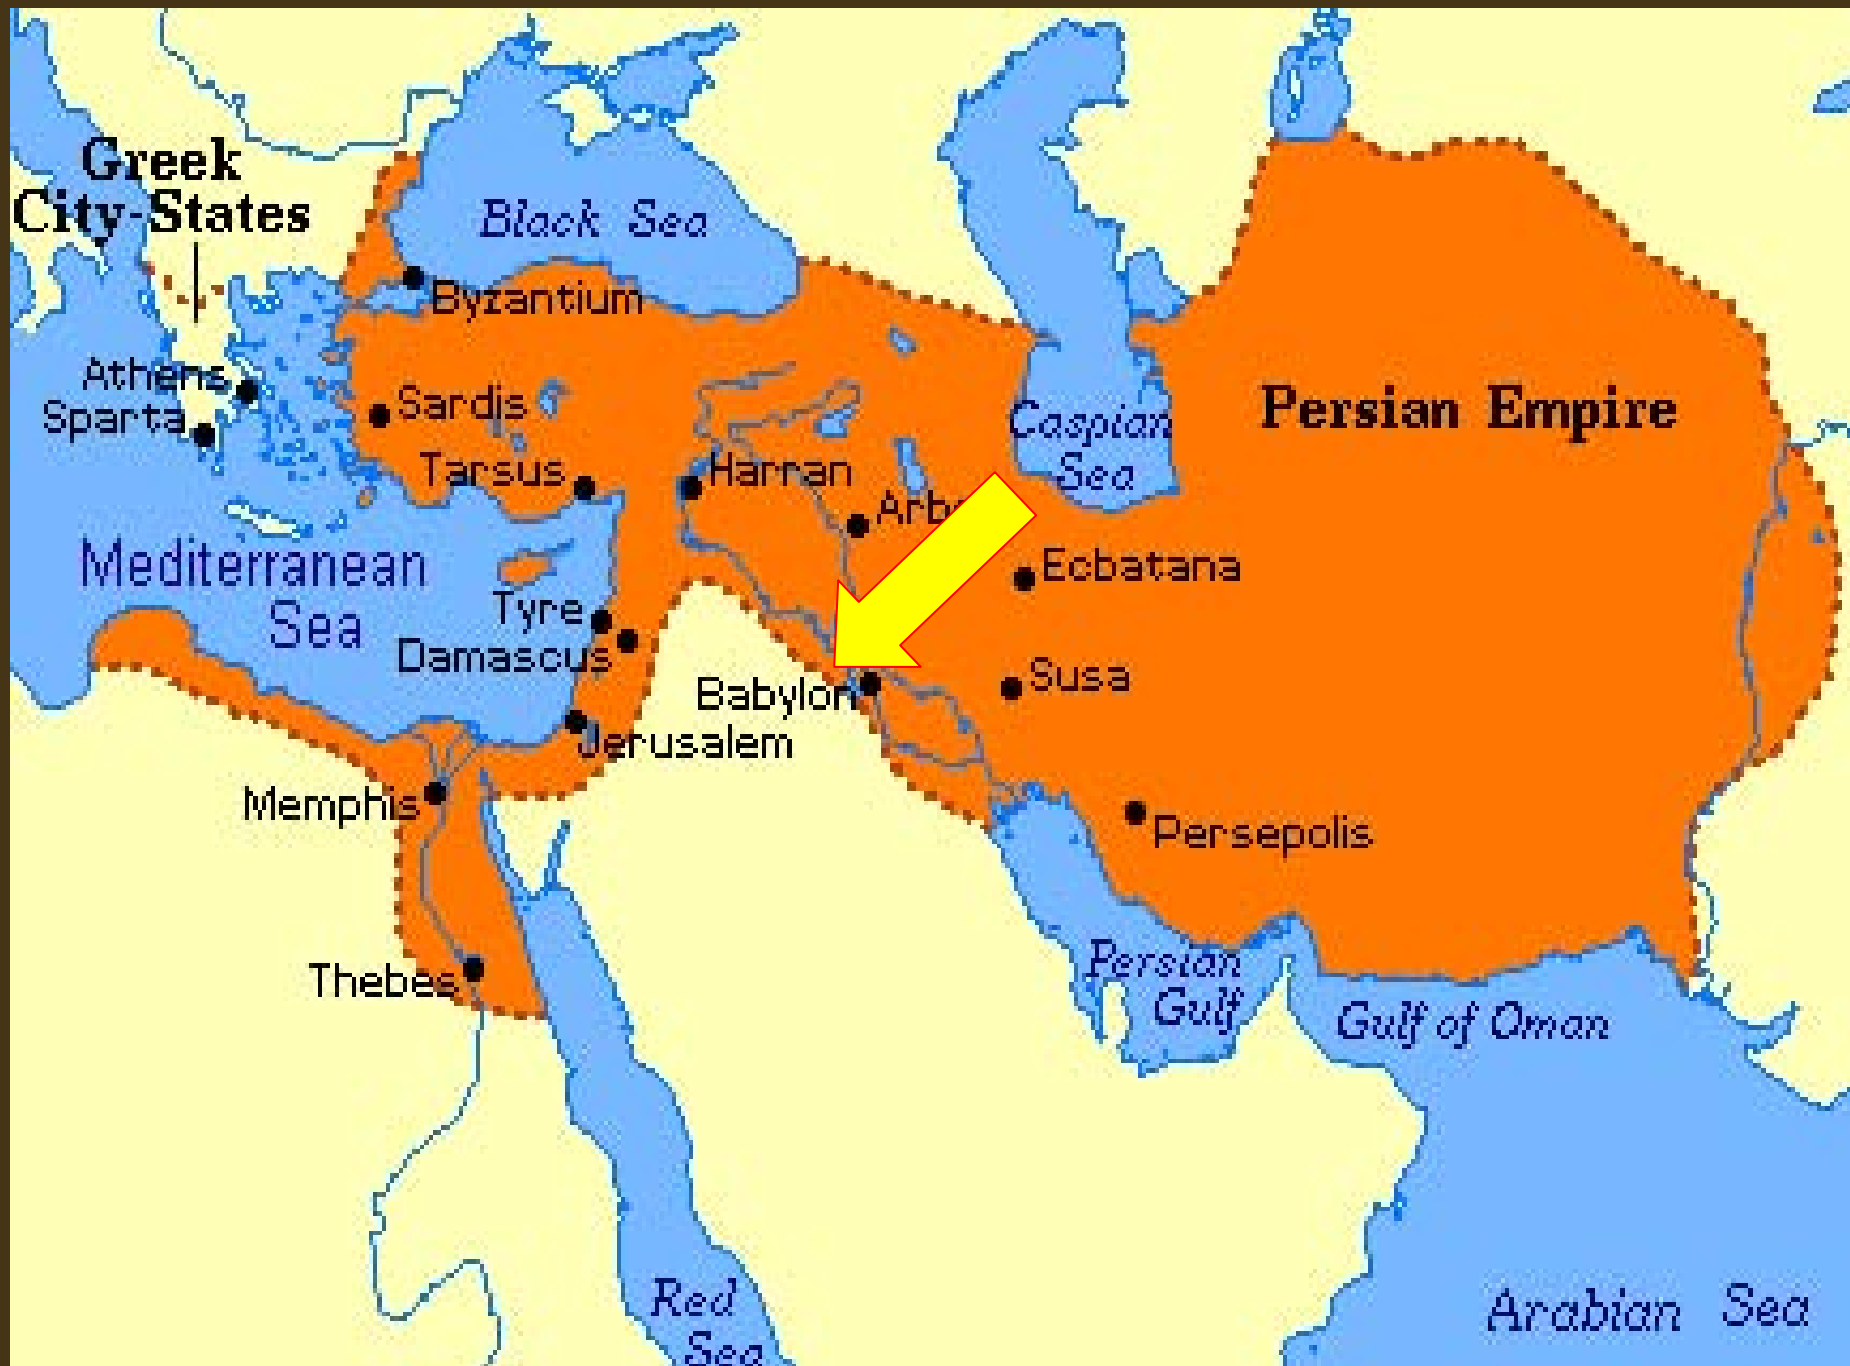 Greek
City-States
Black Sea
Byzantium
Athens
Sparta
Sardis
Tarsus
Harran
Caspian
Sea
Persian Empire
Mediterranean
Sea
Ecbatana
Tyre
Damascus
Babylon
Susa
Jerusalem
Memphis
Persepolis
Thebes
Persian
Gulf
Gulf of Oman
Red
Sea
Arabian Sea